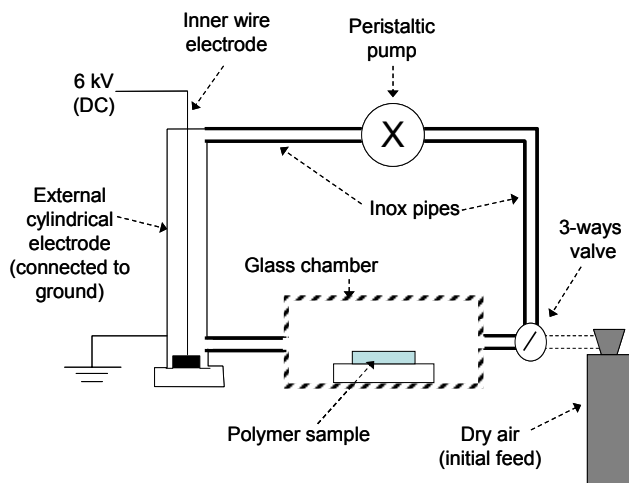 Inner wire
electrode
Peristaltic
pump
6 kV
(DC)
X
External
cylindrical
electrode
(connected to
ground)
Inox pipes
3-ways
valve
Glass chamber
Polymer sample
Dry air
(initial feed)